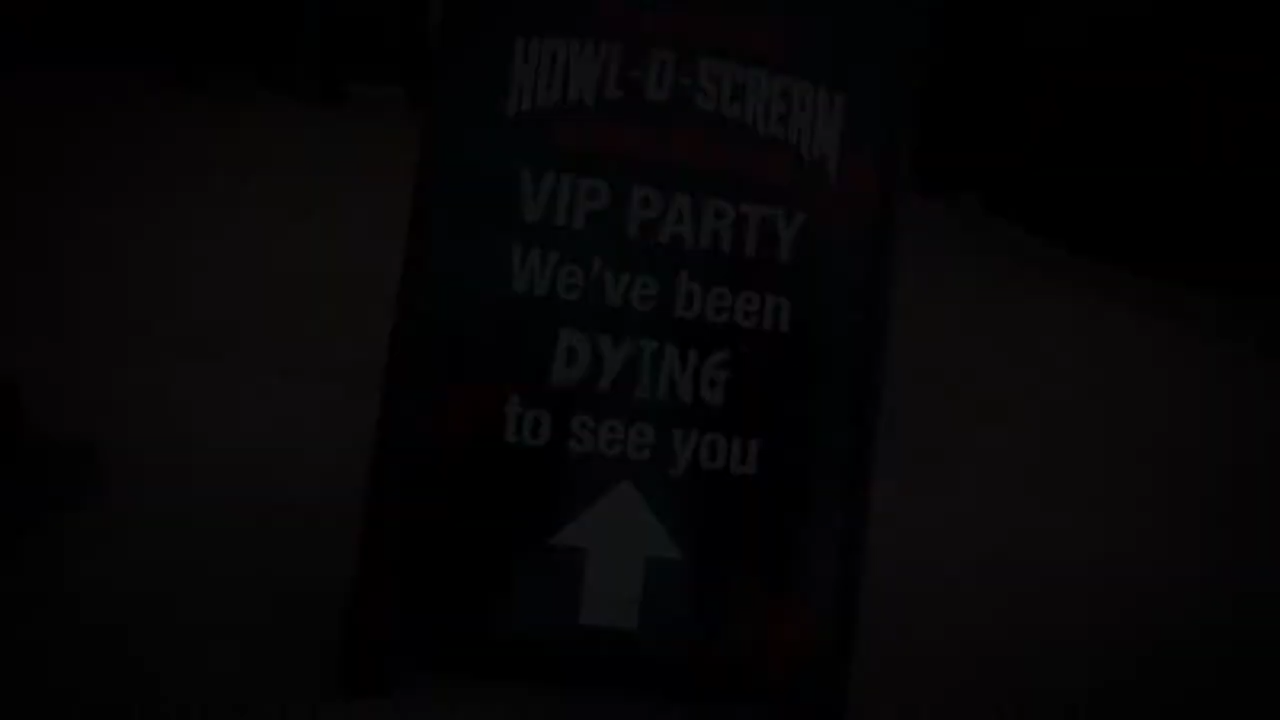 HOWL-O-SCREAM
VIP PARTY
We've been
DYING
to see you